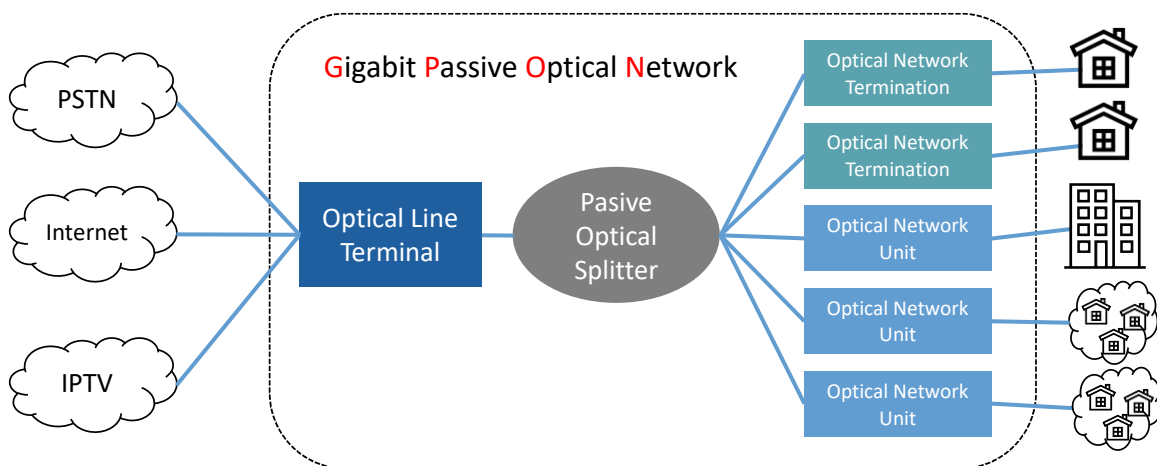 Gigabit Passive Optical Network
PSTN
Internet
IPTV
Optical Line
Terminal
Pasive
Optical
Splitter
Optical Network
Termination
Optical Network
Termination
Optical Network
Unit
Optical Network
Unit
Optical Network
Unit